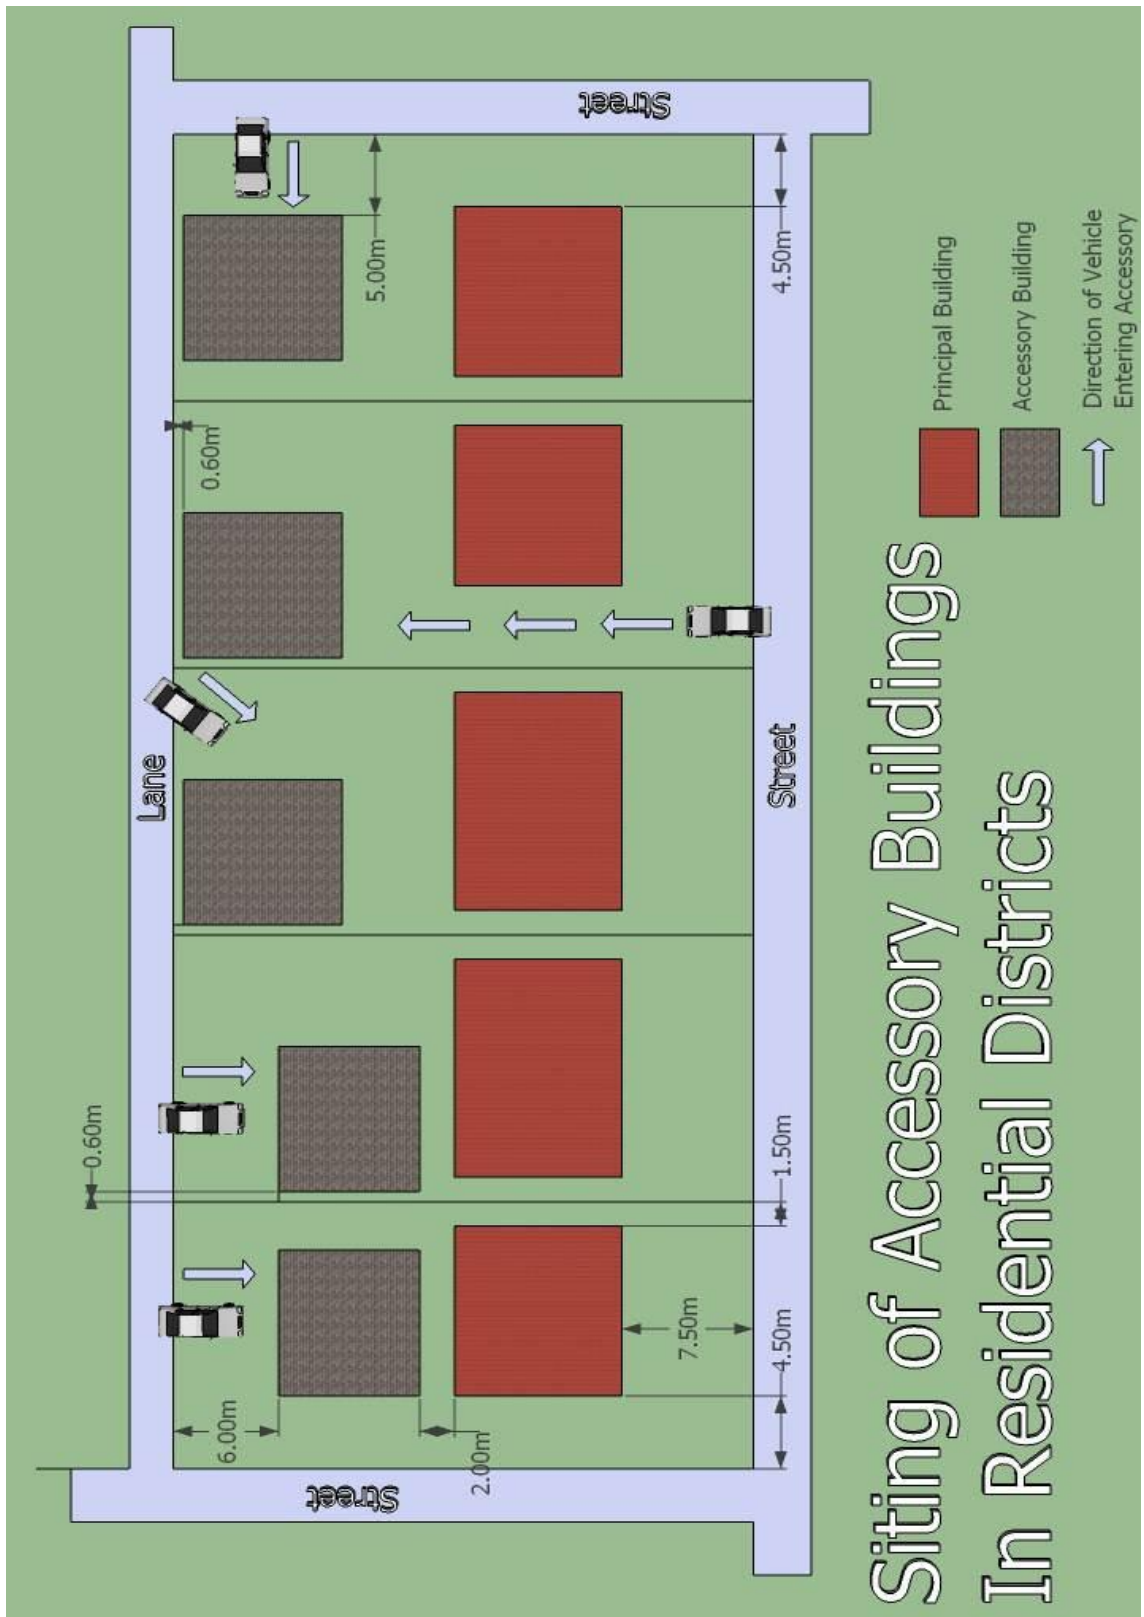 Siting of Accessory Buildings
In Residential Districts
Principal Building
Accessory Building
Direction of Vehicle
Entering Accessory
Lane
Street
Street
Street
0.60m
0.60m
5.00m
4.50m
6.00m
2.00m
7.50m
4.50m
1.50m